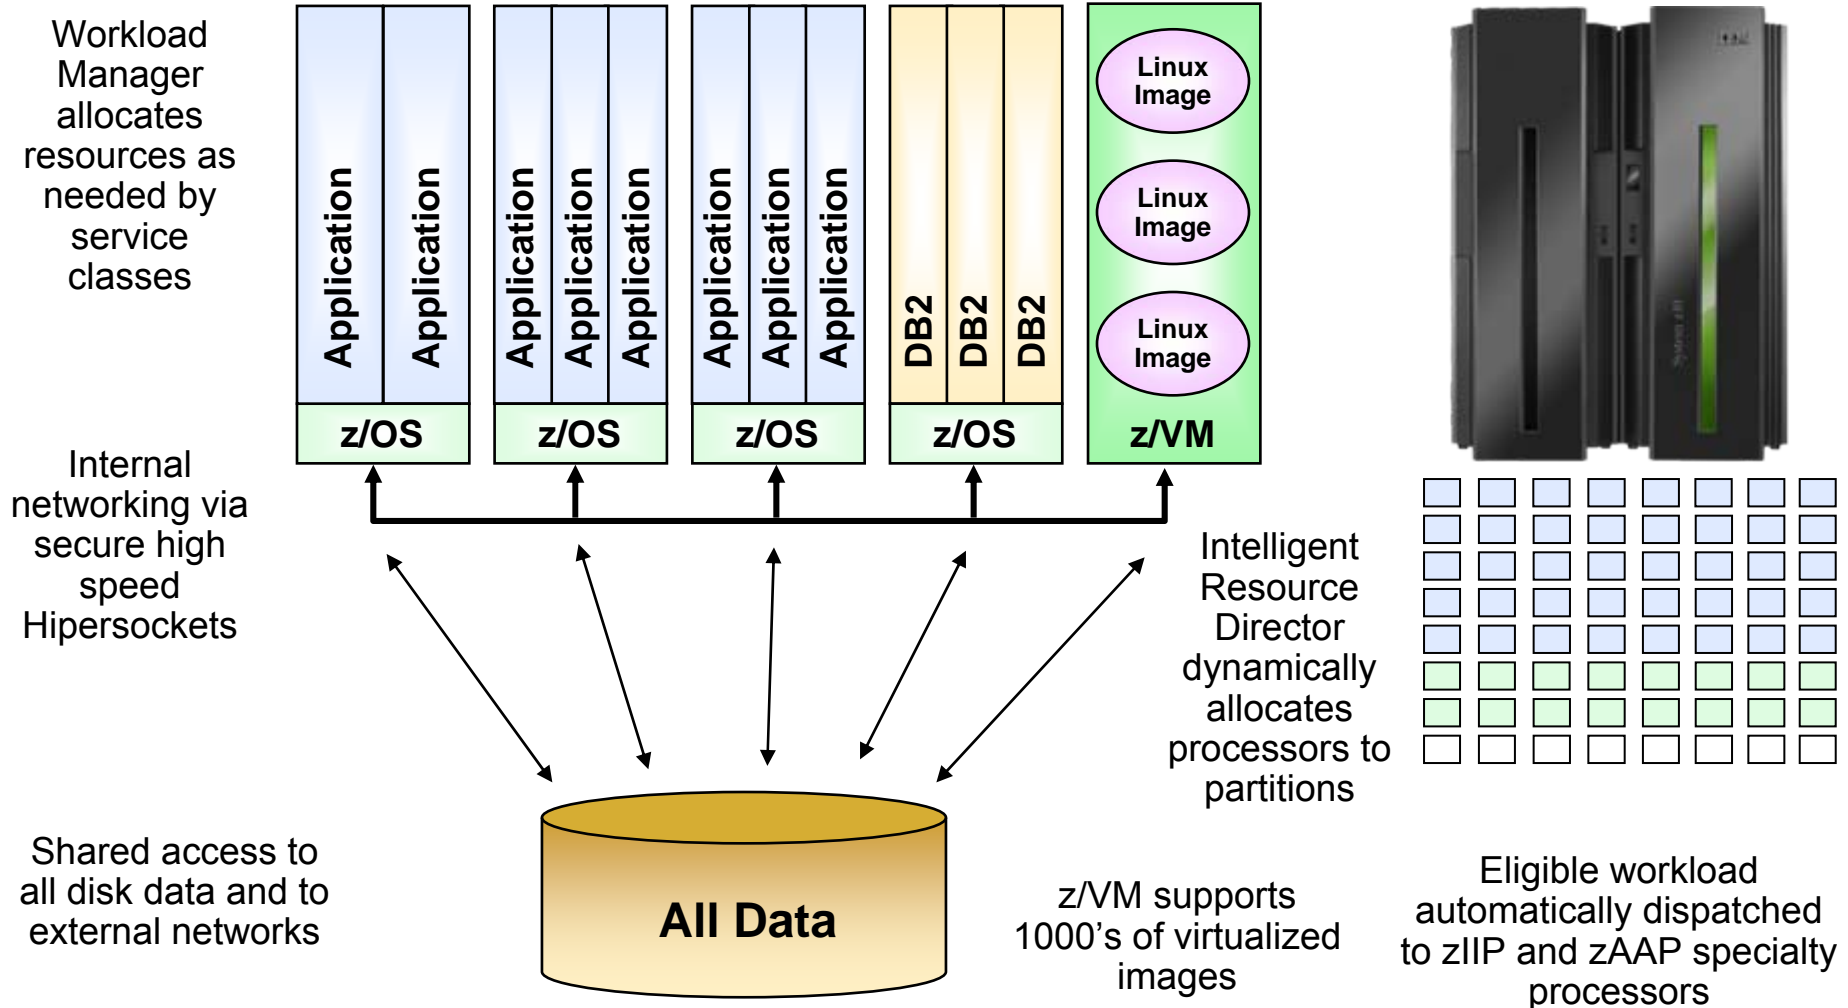 Workload
Manager
allocates
resources as
needed by
service
classes
Application
Application
z/OS
Application
Application
Application
z/OS
Application
Application
Application
z/OS
DB2
DB2
DB2
z/OS
Linux
Image
Linux
Image
Linux
Image
z/VM
Internal
networking via
secure high
speed
Hipersockets
Intelligent
Resource
Director
dynamically
allocates
processors to
partitions
Shared access to
all disk data and to
external networks
All Data
z/VM supports
1000’s of virtualized
images
Eligible workload
automatically dispatched
to zIIP and zAAP specialty
processors